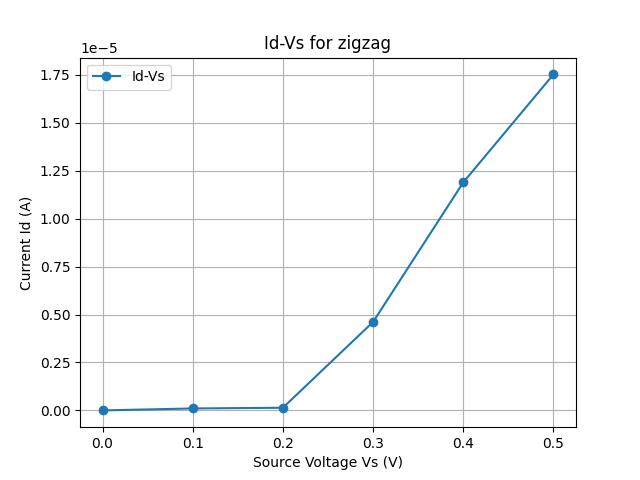 Id-Vs for zigzag
1e−5
Id-Vs
1.75
1.50
1.25
1.00
0.75
0.50
0.25
0.00
Current Id (A)
0.0 0.1 0.2 0.3 0.4 0.5
Source Voltage Vs (V)